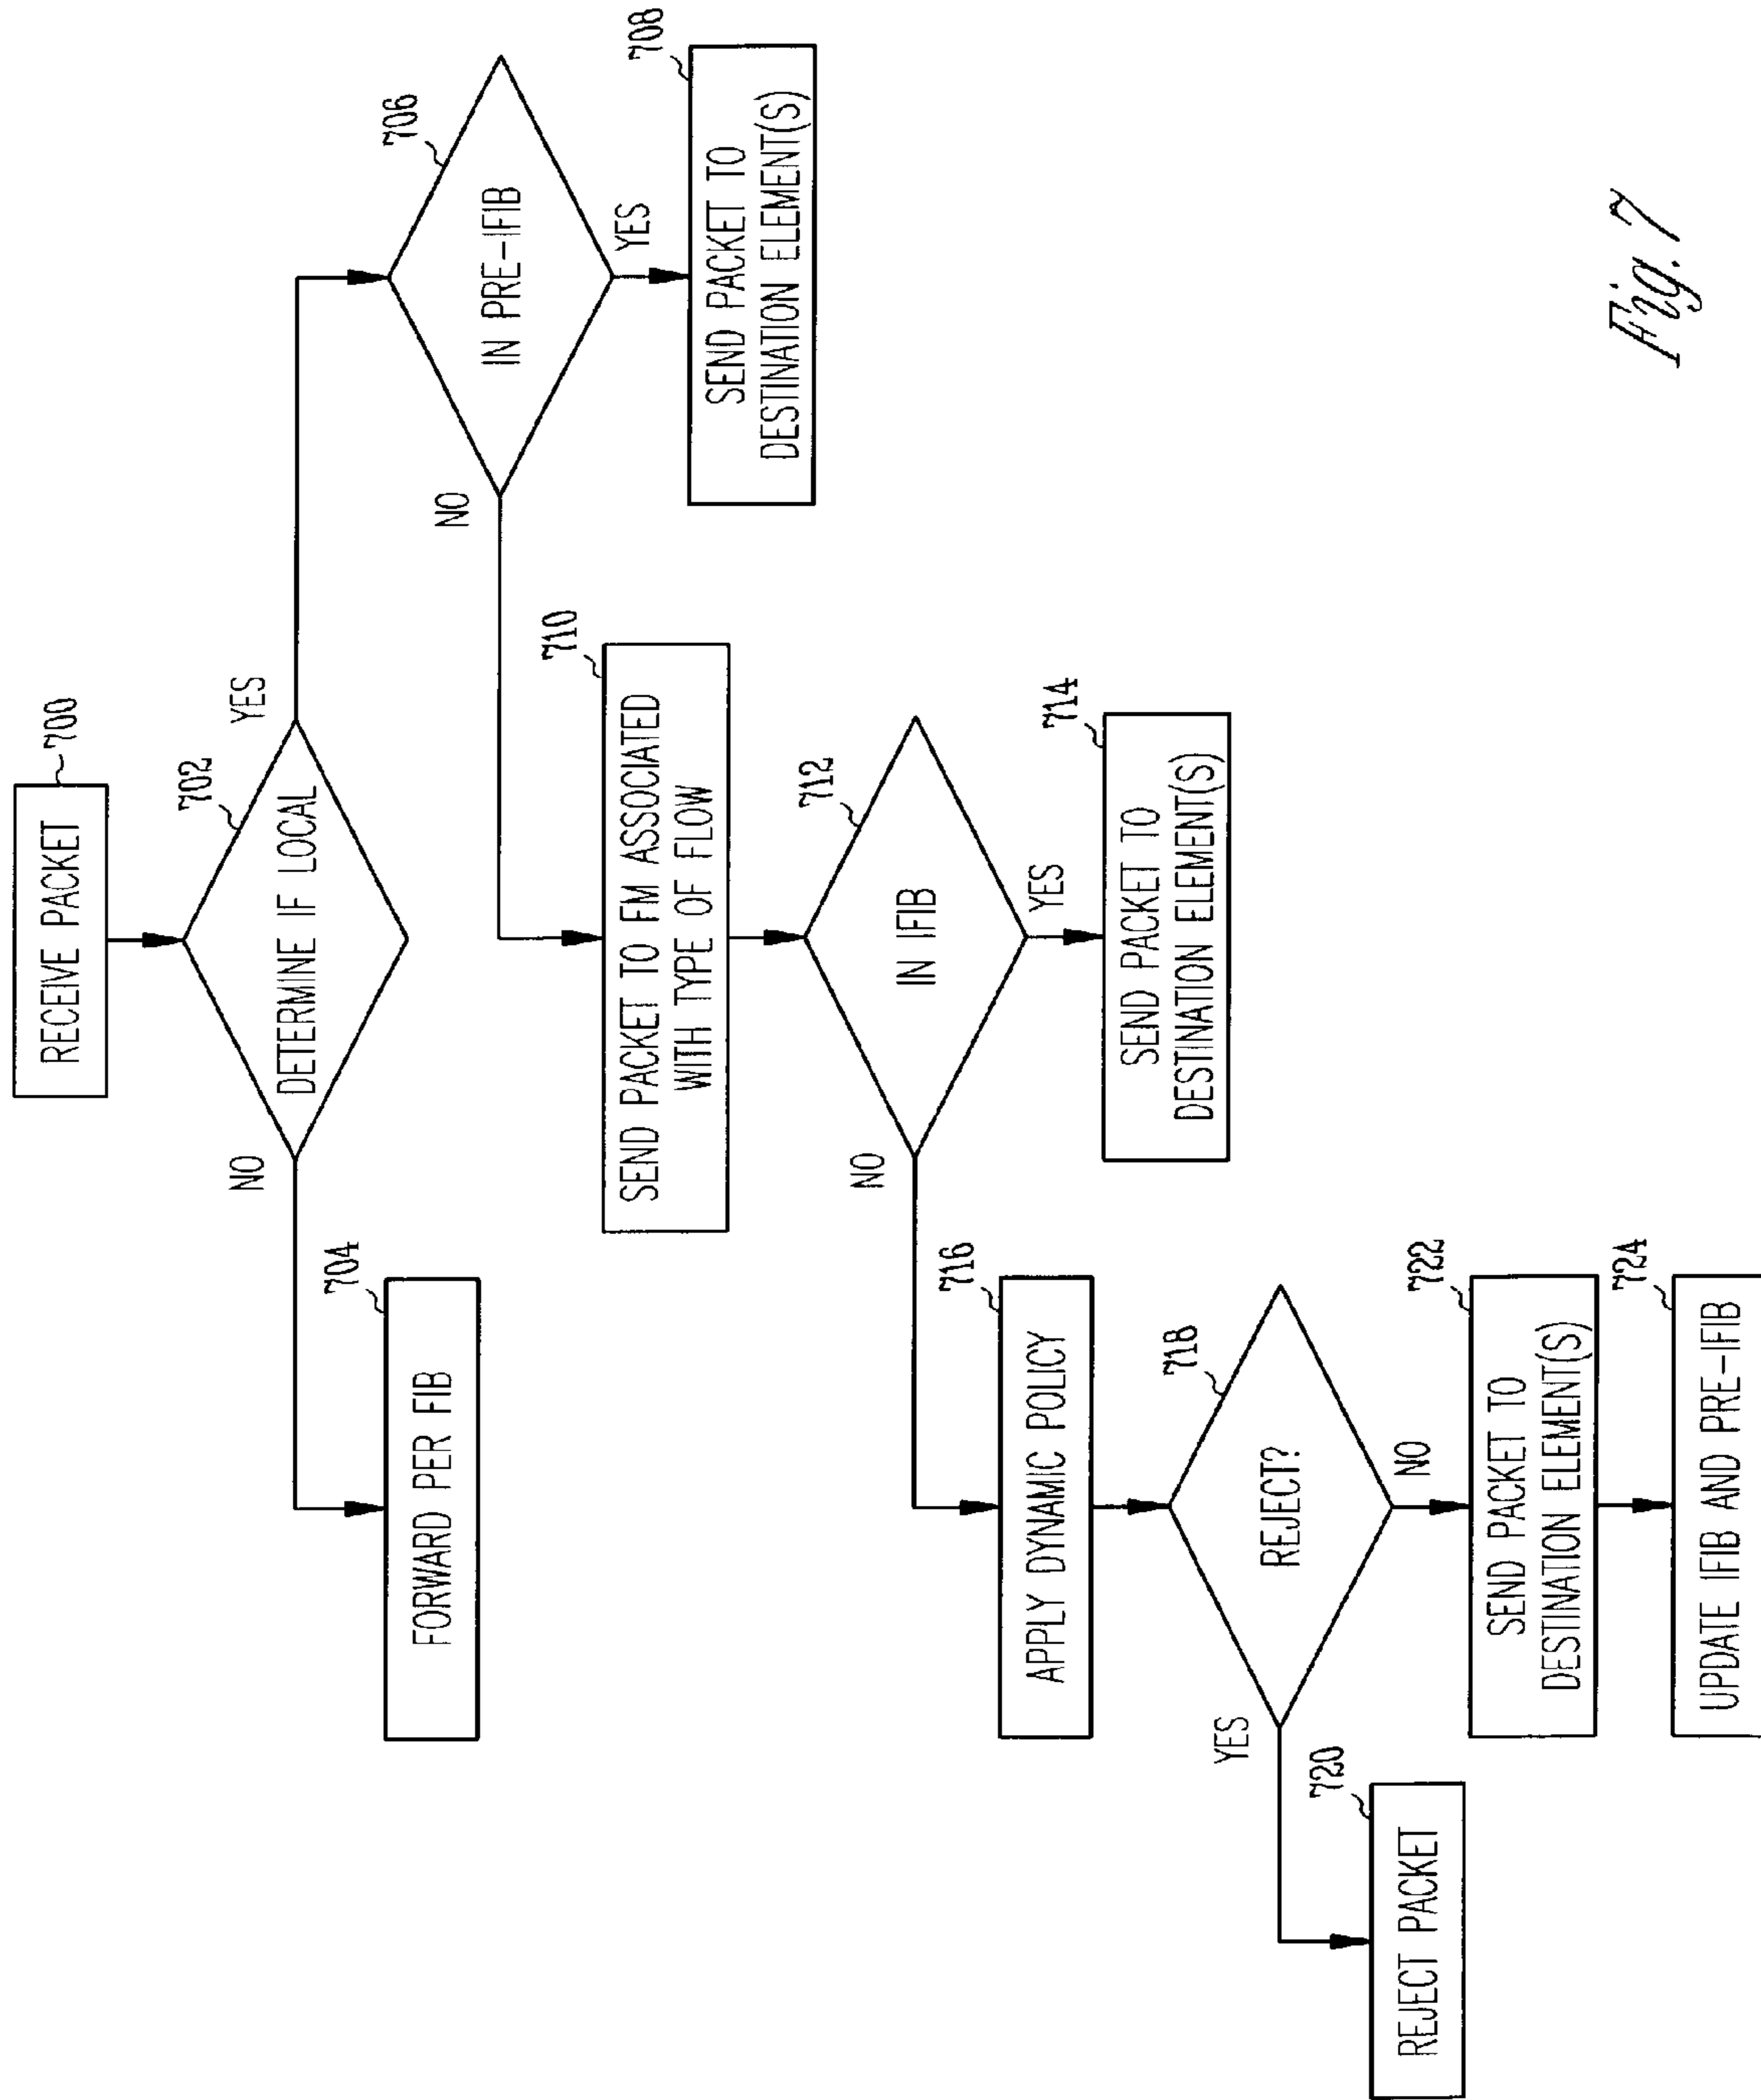 RECEIVE PACKET
700
702
DETERMINE IF LOCAL
NO
YES
704
FORWARD PER FIB
706
IN PRE-IFIB
NO
YES
708
SEND PACKET TO
DESTINATION ELEMENT(S)
710
SEND PACKET TO FM ASSOCIATED
WITH TYPE OF FLOW
712
IN IFIB
NO
YES
714
SEND PACKET TO
DESTINATION ELEMENT(S)
716
APPLY DYNAMIC POLICY
718
REJECT?
YES
NO
720
REJECT PACKET
722
SEND PACKET TO
DESTINATION ELEMENT(S)
724
UPDATE IFIB AND PRE-IFIB
Fig. 7